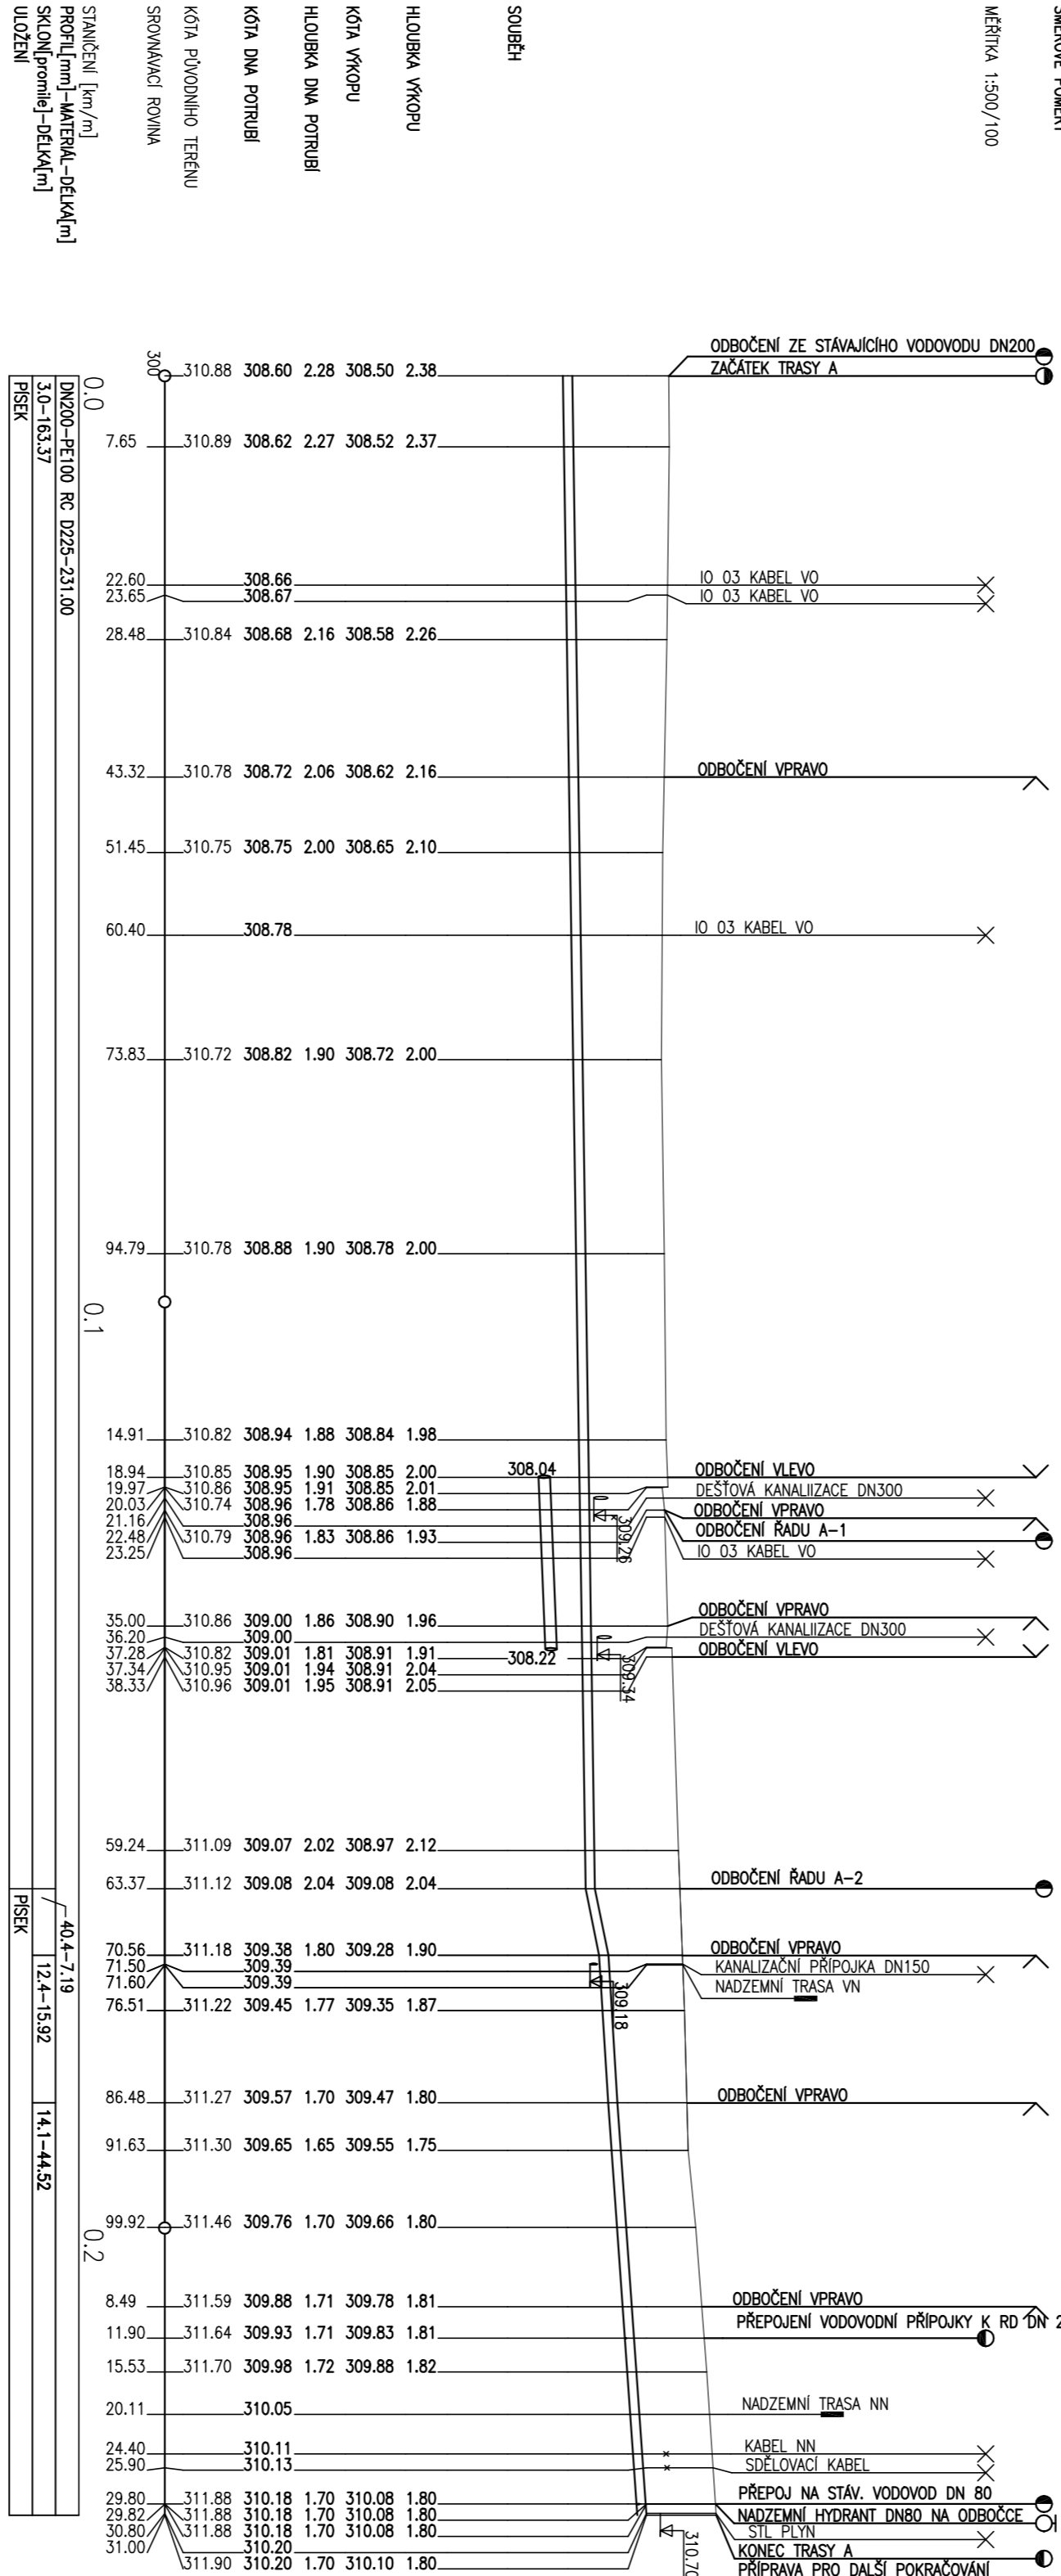 SMĚROVÉ POMĚRY
MĚŘÍTKA 1:500/100
SOUBĚH
HLOUBKA VÝKOPU
KÓTA VÝKOPU
HLOUBKA DNA POTRUBÍ
KÓTA DNA POTRUBÍ
KÓTA PŮVODNÍHO TERÉNU
SROVNÁVACÍ ROVINA
STANIČENÍ [km/m]
PROFIL[mm]-MATERIÁL-DÉLKA[m]
SKLON[promile]-DÉLKA[m]
ULOŽENÍ
ODBOČENÍ ZE STÁVAJÍCÍHO VODOVODU DN200
ZAČÁTEK TRASY A
300 310.88 308.60 2.28 308.50 2.38
0.0
DN200-PE100 RC D225-231.00
3.0-163.37
PÍSEK
7.65 310.89 308.62 2.27 308.52 2.37
22.60 308.66 IO 03 KABEL VO
23.65 308.67 IO 03 KABEL VO
28.48 310.84 308.68 2.16 308.58 2.26
43.32 310.78 308.72 2.06 308.62 2.16 ODBOČENÍ VPRAVO
51.45 310.75 308.75 2.00 308.65 2.10
60.40 308.78 IO 03 KABEL VO
73.83 310.72 308.82 1.90 308.72 2.00
94.79 310.78 308.88 1.90 308.78 2.00
0.1
14.91 310.82 308.94 1.88 308.84 1.98
18.94 310.85 308.95 1.90 308.85 2.00 308.04 ODBOČENÍ VLEVO
19.97 310.86 308.95 1.91 308.85 2.01 DEŠŤOVÁ KANALIIZACE DN300
20.03 310.74 308.96 1.78 308.86 1.88 ODBOČENÍ VPRAVO
21.16 308.96 309.26 ODBOČENÍ ŘADU A-1
22.48 310.79 308.96 1.83 308.86 1.93
23.25 308.96 IO 03 KABEL VO
35.00 310.86 309.00 1.86 308.90 1.96 ODBOČENÍ VPRAVO
36.20 309.00 DEŠŤOVÁ KANALIIZACE DN300
37.28 310.82 309.01 1.81 308.91 1.91 308.22 ODBOČENÍ VLEVO
37.34 310.95 309.01 1.94 308.91 2.04 309.34
38.33 310.96 309.01 1.95 308.91 2.05
59.24 311.09 309.07 2.02 308.97 2.12
63.37 311.12 309.08 2.04 309.08 2.04 ODBOČENÍ ŘADU A-2
PÍSEK
40.4-7.19
70.56 311.18 309.38 1.80 309.28 1.90 ODBOČENÍ VPRAVO
71.50 309.39 KANALIZAČNÍ PŘÍPOJKA DN150
71.60 309.39 NADZEMNÍ TRASA VN
12.4-15.92
76.51 311.22 309.45 1.77 309.35 1.87 309.18
86.48 311.27 309.57 1.70 309.47 1.80 ODBOČENÍ VPRAVO
14.1-44.52
91.63 311.30 309.65 1.65 309.55 1.75
99.92 311.46 309.76 1.70 309.66 1.80
0.2
8.49 311.59 309.88 1.71 309.78 1.81 ODBOČENÍ VPRAVO
11.90 311.64 309.93 1.71 309.83 1.81 PŘEPOJENÍ VODOVODNÍ PŘÍPOJKY K RD DN 2
15.53 311.70 309.98 1.72 309.88 1.82
20.11 310.05 NADZEMNÍ TRASA NN
24.40 310.11 KABEL NN
25.90 310.13 SDĚLOVACÍ KABEL
29.80 311.88 310.18 1.70 310.08 1.80 PŘEPOJ NA STÁV. VODOVOD DN 80
29.82 311.88 310.18 1.70 310.08 1.80 NADZEMNÍ HYDRANT DN80 NA ODBOČCE
30.80 311.88 310.18 1.70 310.08 1.80 STL PLYN
31.00 310.20 KONEC TRASY A
311.90 310.20 1.70 310.10 1.80 310.70 PŘÍPRAVA PRO DALŠÍ POKRAČOVÁNÍ